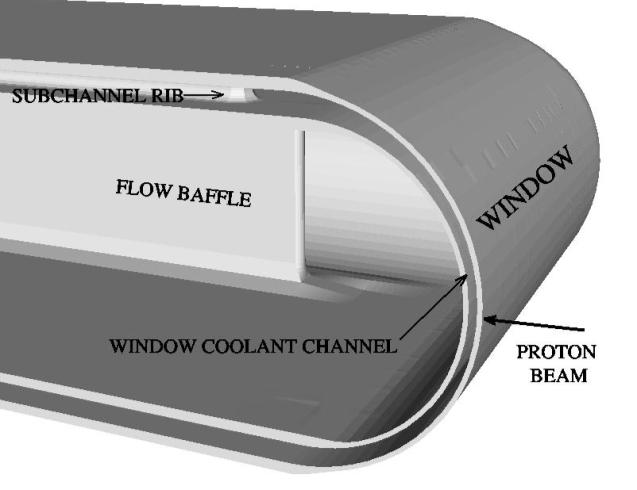 SUBCHANNEL RIB
FLOW BAFFLE
WINDOW
WINDOW COOLANT CHANNEL
PROTON
BEAM